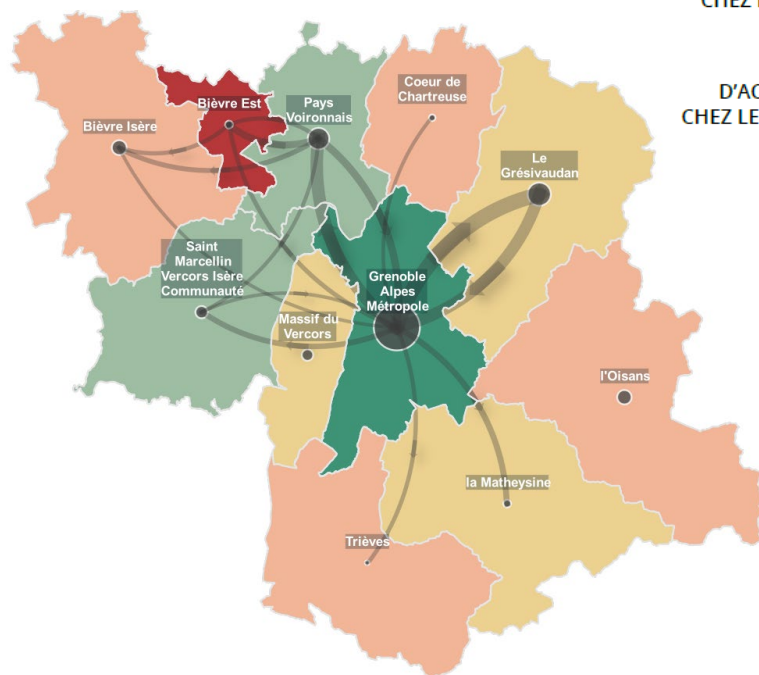 CHEZ
D'AC
CHEZ LE
Coeur de
Chartreuse
Bièvre Est
Pays
Voironnais
Bièvre Isère
Le
Grésivaudan
Saint
Marcellin
Vercors Isère
Communauté
Grenoble
Alpes
Métropole
Massif du
Vercors
l'Oisans
la Matheysine
Trièves